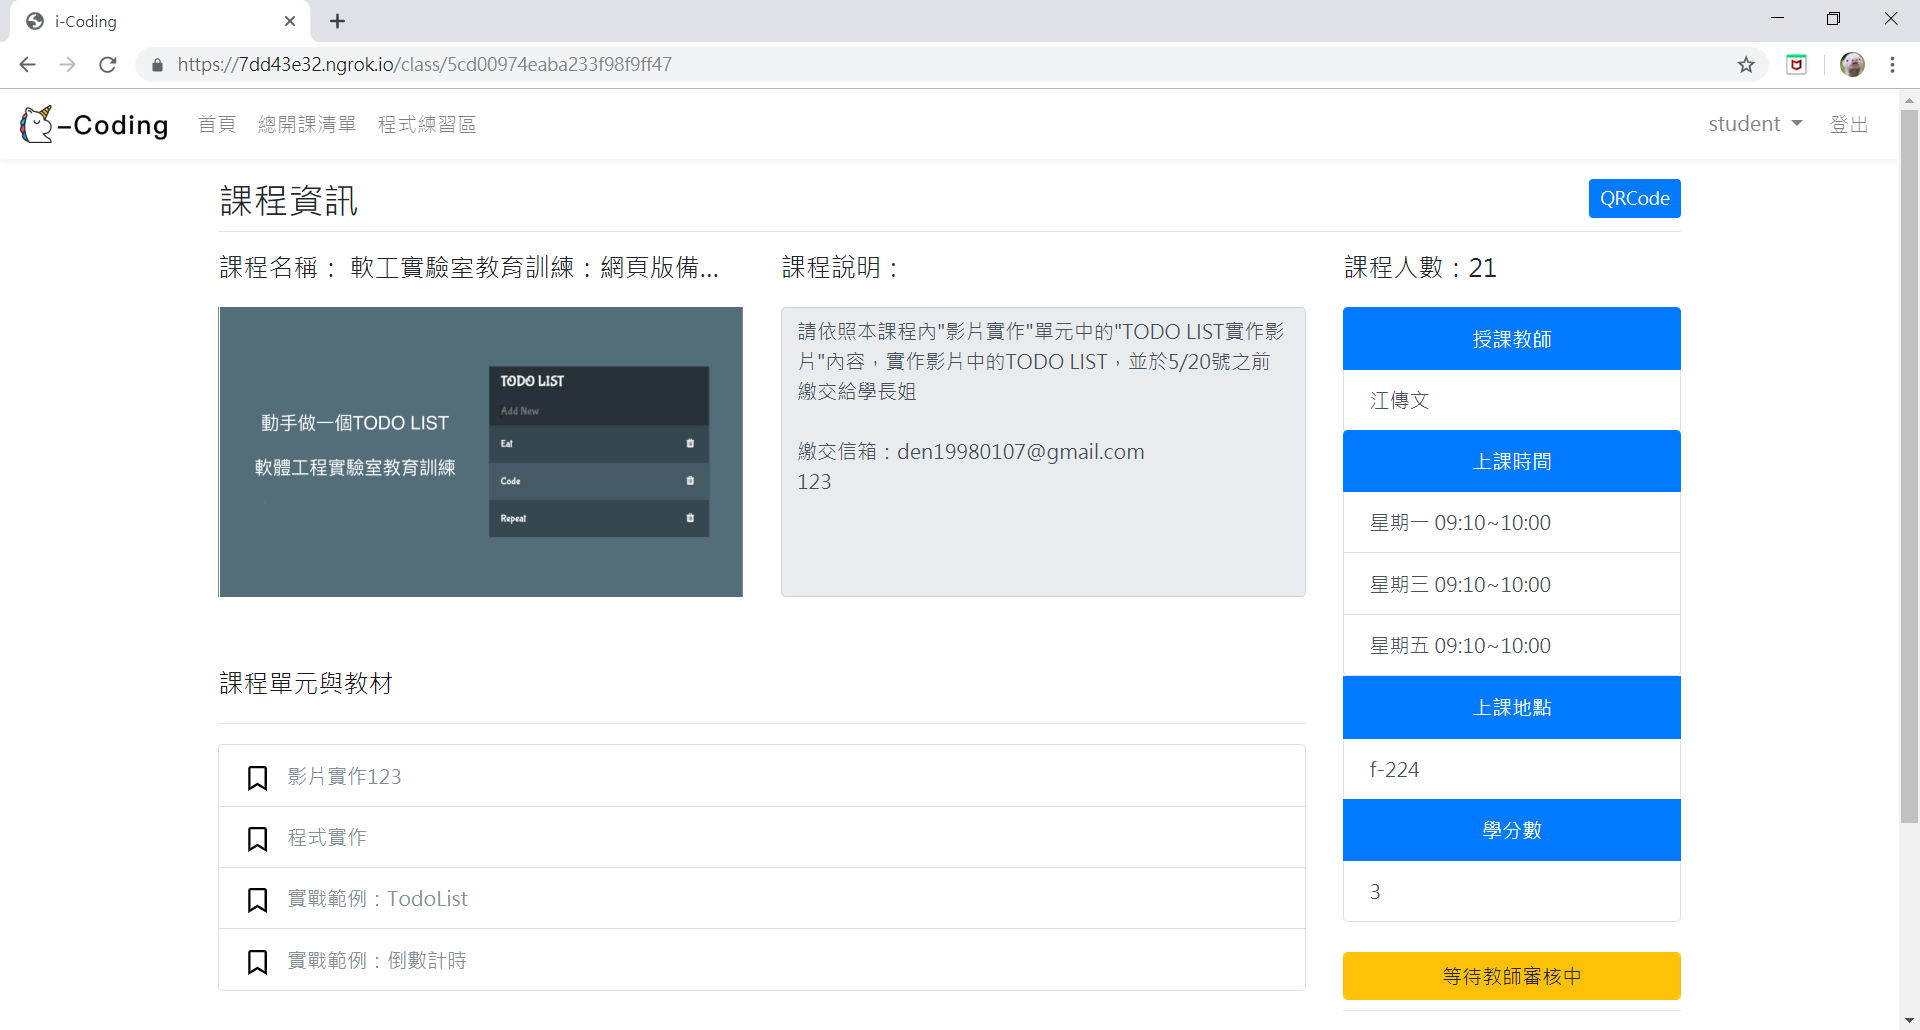 i-Coding
https://7dd43e32.ngrok.io/class/5cd00974eaba233f98f9ff47
-Coding
首頁
總開課清單
程式練習區
student
登出
課程資訊
QRCode
課程名稱： 軟工實驗室教育訓練：網頁版備...
動手做一個TODO LIST
軟體工程實驗室教育訓練
TODO LIST
Add New
Eat
Code
Repeat
課程說明：
請依照本課程內"影片實作"單元中的"TODO LIST實作影
片"內容，實作影片中的TODO LIST，並於5/20號之前
繳交給學長姐
繳交信箱：den19980107@gmail.com
123
課程人數：21
授課教師
江傳文
上課時間
星期一 09:10~10:00
星期三 09:10~10:00
星期五 09:10~10:00
上課地點
f-224
學分數
3
等待教師審核中
課程單元與教材
影片實作123
程式實作
實戰範例：TodoList
實戰範例：倒數計時